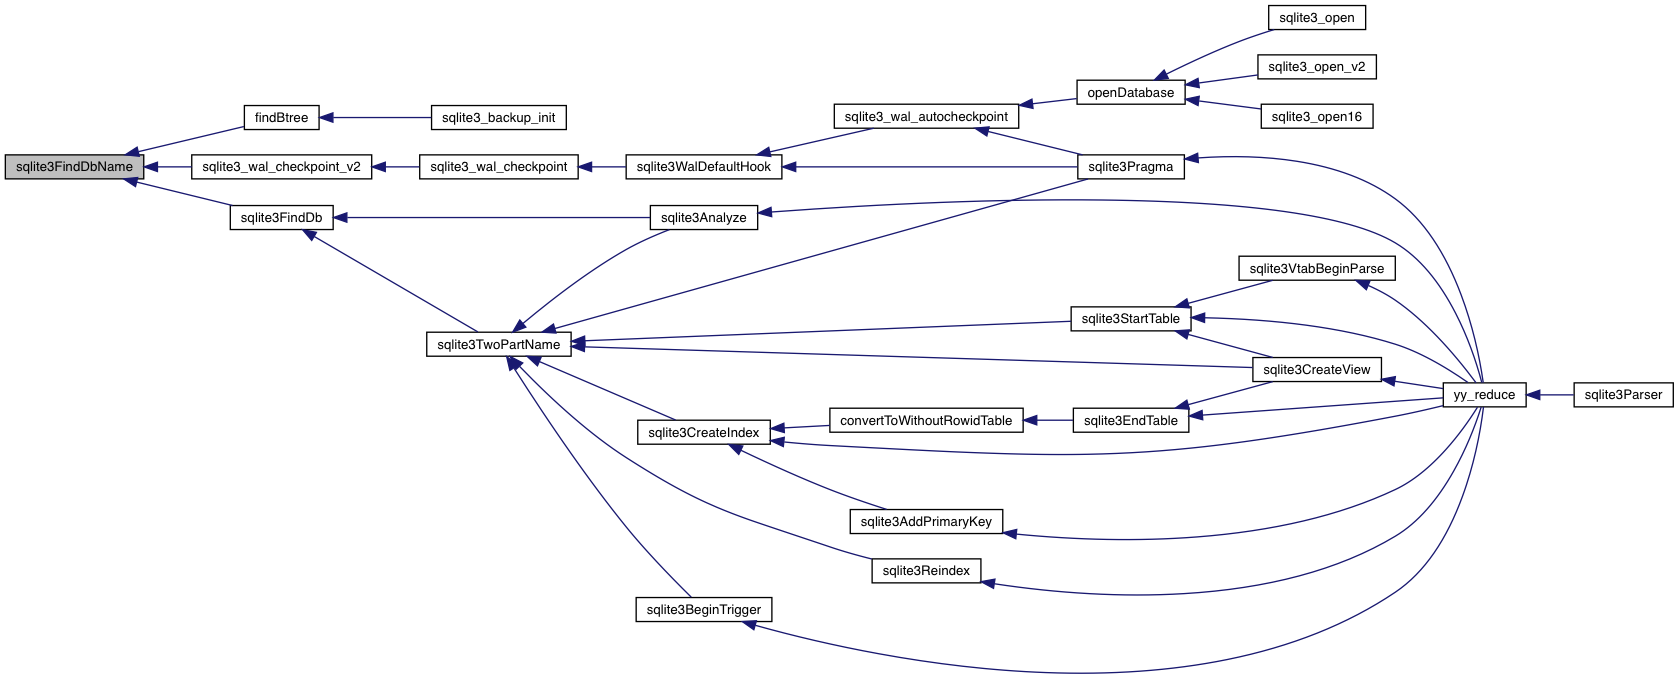 sqlite3_open
sqlite3_open_v2
openDatabase
findBtree
sqlite3_backup_init
sqlite3_wal_autocheckpoint
sqlite3_open16
sqlite3FindDbName
sqlite3_wal_checkpoint_v2
sqlite3_wal_checkpoint
sqlite3WalDefaultHook
sqlite3Pragma
sqlite3FindDb
sqlite3Analyze
sqlite3VtabBeginParse
sqlite3StartTable
sqlite3TwoPartName
sqlite3CreateView
yy_reduce
sqlite3Parser
sqlite3CreateIndex
convertToWithoutRowidTable
sqlite3EndTable
sqlite3AddPrimaryKey
sqlite3Reindex
sqlite3BeginTrigger